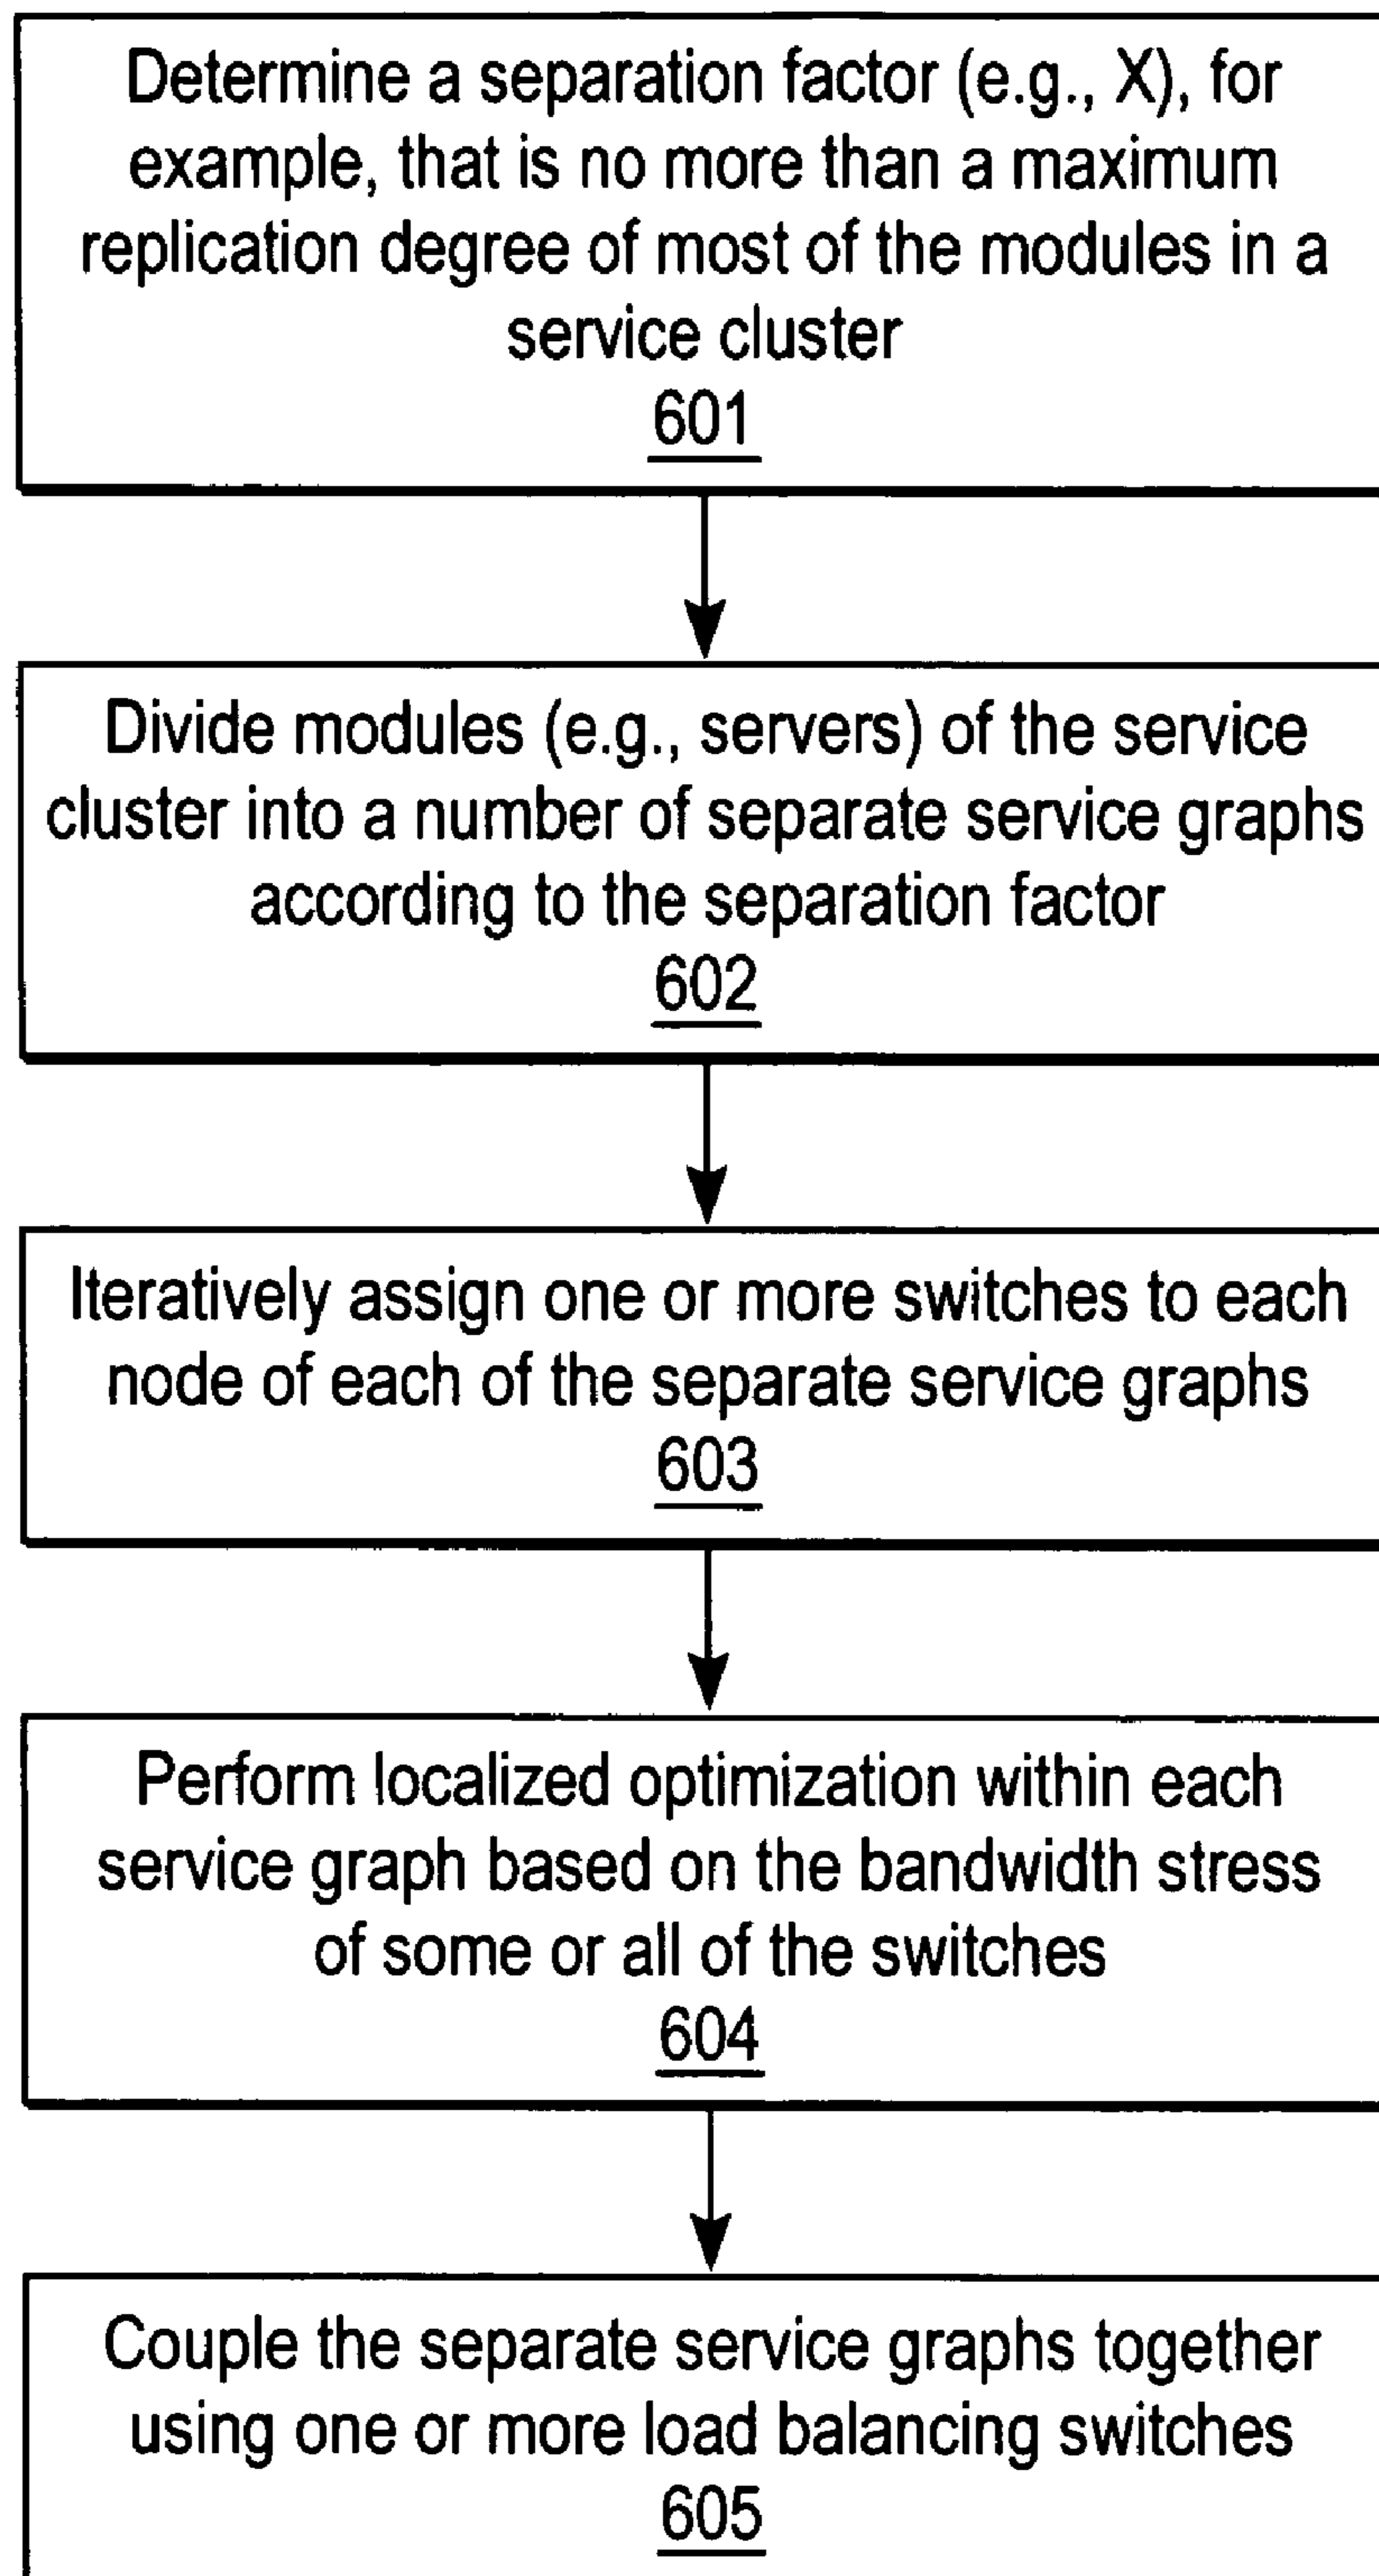 Determine a separation factor (e.g., X), for
example, that is no more than a maximum
replication degree of most of the modules in a
service cluster
601
Divide modules (e.g., servers) of the service
cluster into a number of separate service graphs
according to the separation factor
602
Iteratively assign one or more switches to each
node of each of the separate service graphs
603
Perform localized optimization within each
service graph based on the bandwidth stress
of some or all of the switches
604
Couple the separate service graphs together
using one or more load balancing switches
605